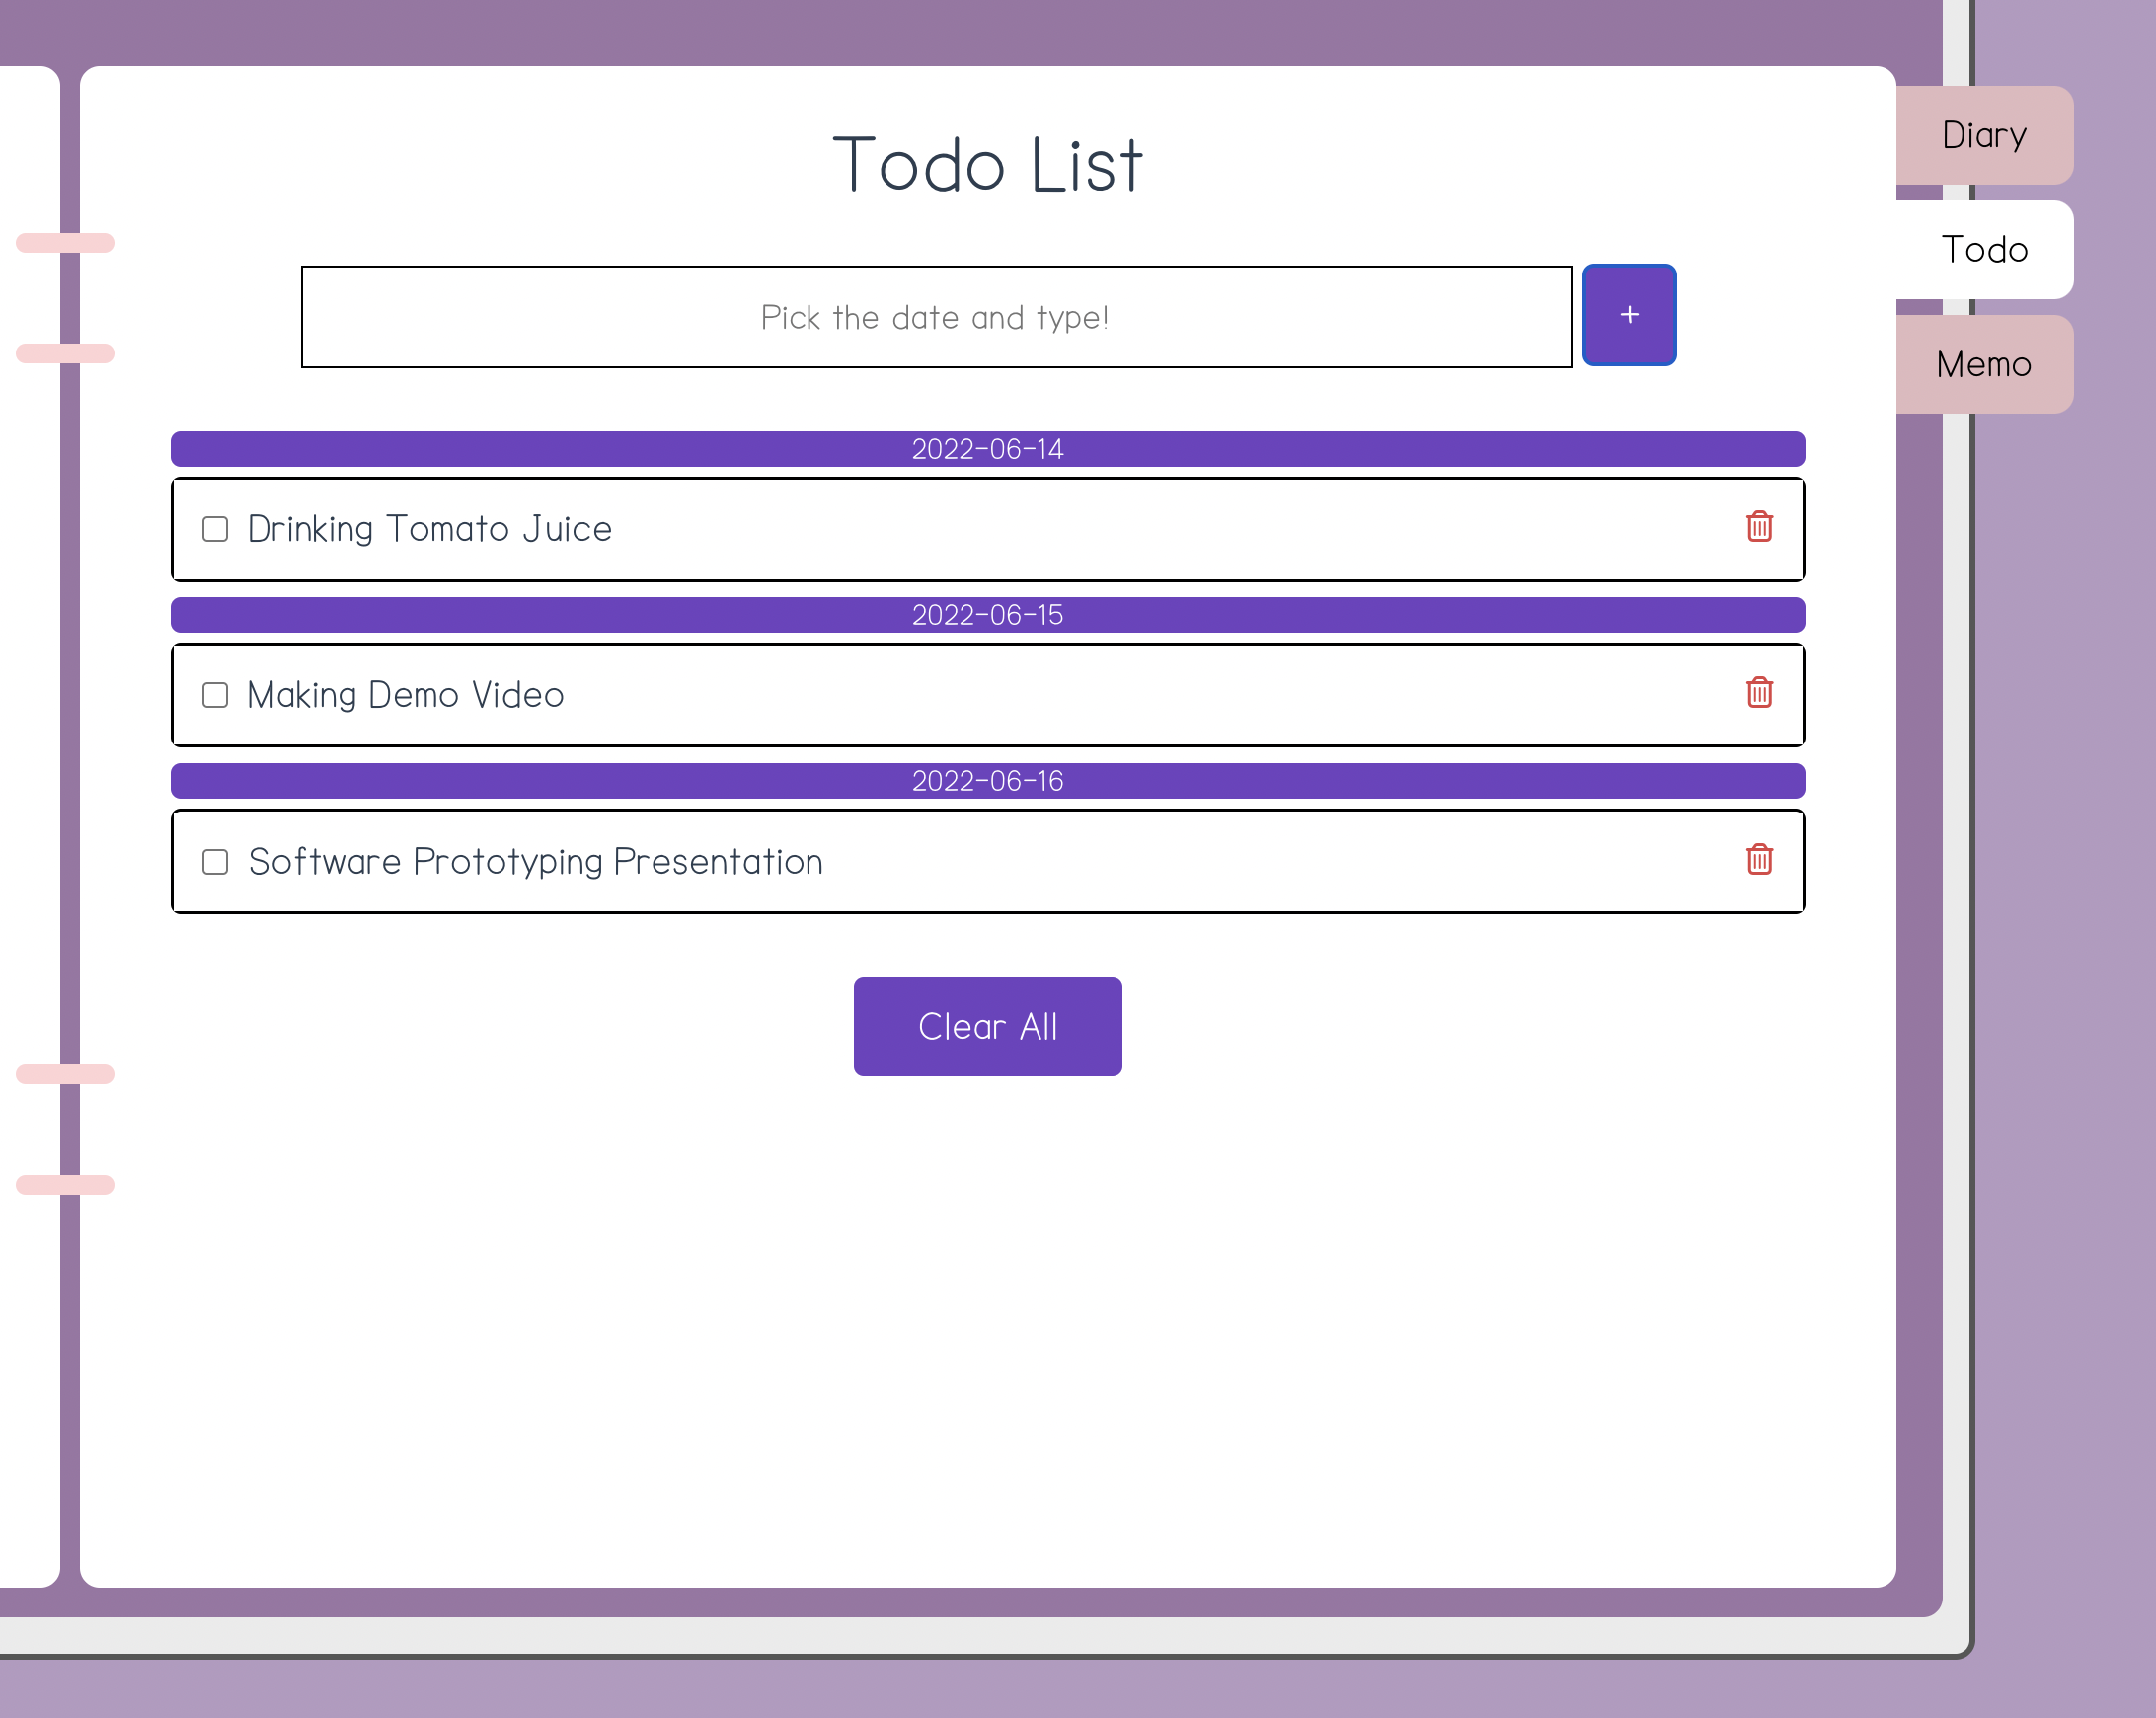 Todo List
Pick the date and type!
+
2022-06-14
Drinking Tomato Juice
2022-06-15
Making Demo Video
2022-06-16
Software Prototyping Presentation
Clear All
Diary
Todo
Memo